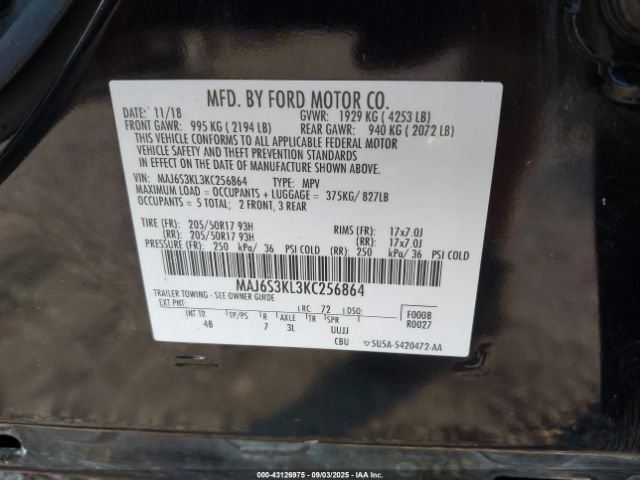 MFD. BY FORD MOTOR CO.
DATE: 11/18 GVWR: 1929 KG ( 4253 LB)
FRONT GAWR: 995 KG ( 2194 LB) REAR GAWR: 940 KG ( 2072 LB)
THIS VEHICLE CONFORMS TO ALL APPLICABLE FEDERAL MOTOR
VEHICLE SAFETY AND THEFT PREVENTION STANDARDS
IN EFFECT ON THE DATE OF MANUFACTURE SHOWN ABOVE.
VIN: MAJ6S3KL3KC256864 TYPE: MPV
MAXIMUM LOAD = OCCUPANTS + LUGGAGE = 375KG/ 827LB
OCCUPANTS = 5 TOTAL; 2 FRONT, 3 REAR
TIRE (FR): 205/50R17 93H RIMS (FR): 17x7.0J
(RR): 205/50R17 93H (RR): 17x7.0J
PRESSURE (FR): 250 kPa/ 36 PSI COLD (RR): 250 kPa/ 36 PSI COLD
MAJ6S3KL3KC256864
TRAILER TOWING - SEE OWNER GUIDE
EXT PNT: RC: 72 DSO: F0008
R0027
INT TR TP/PS R AXLE TR SPR
4B 7 3L UUJJ
CBU SU5A-S420472-AA
000-43126975 - 09/03/2025 - IAA Inc.